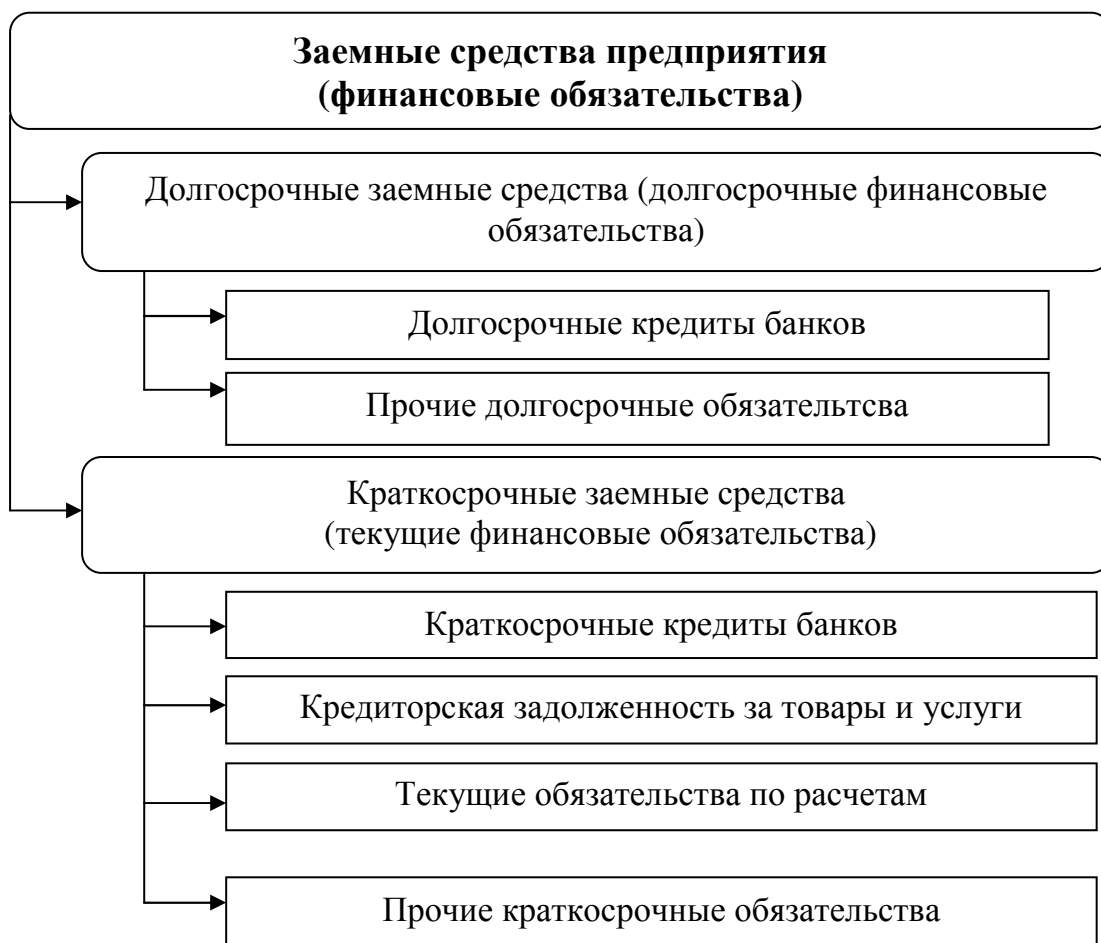 Заемные средства предприятия
(финансовые обязательства)
Долгосрочные заемные средства (долгосрочные финансовые
обязательства)
Долгосрочные кредиты банков
Прочие долгосрочные обязательтсва
Краткосрочные заемные средства
(текущие финансовые обязательства)
Краткосрочные кредиты банков
Кредиторская задолженность за товары и услуги
Текущие обязательства по расчетам
Прочие краткосрочные обязательства